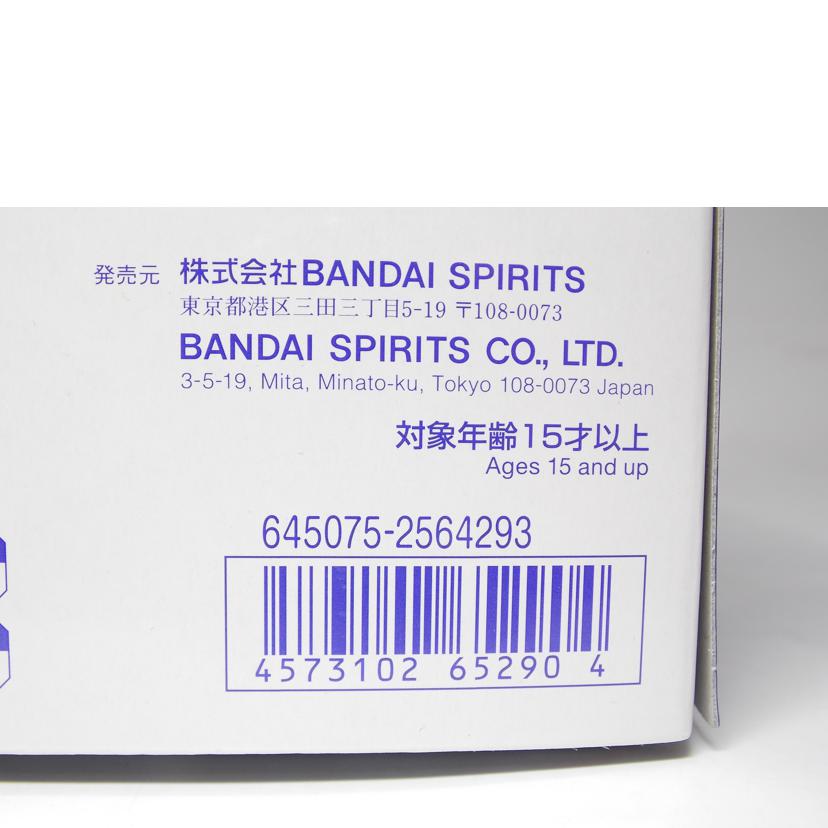 発売元 株式会社BANDAI SPIRITS
東京都港区三田三丁目5-19 〒108-0073
BANDAI SPIRITS CO., LTD.
3-5-19, Mita, Minato-ku, Tokyo 108-0073 Japan
対象年齢15才以上
Ages 15 and up
645075-2564293
4573102 65290 4